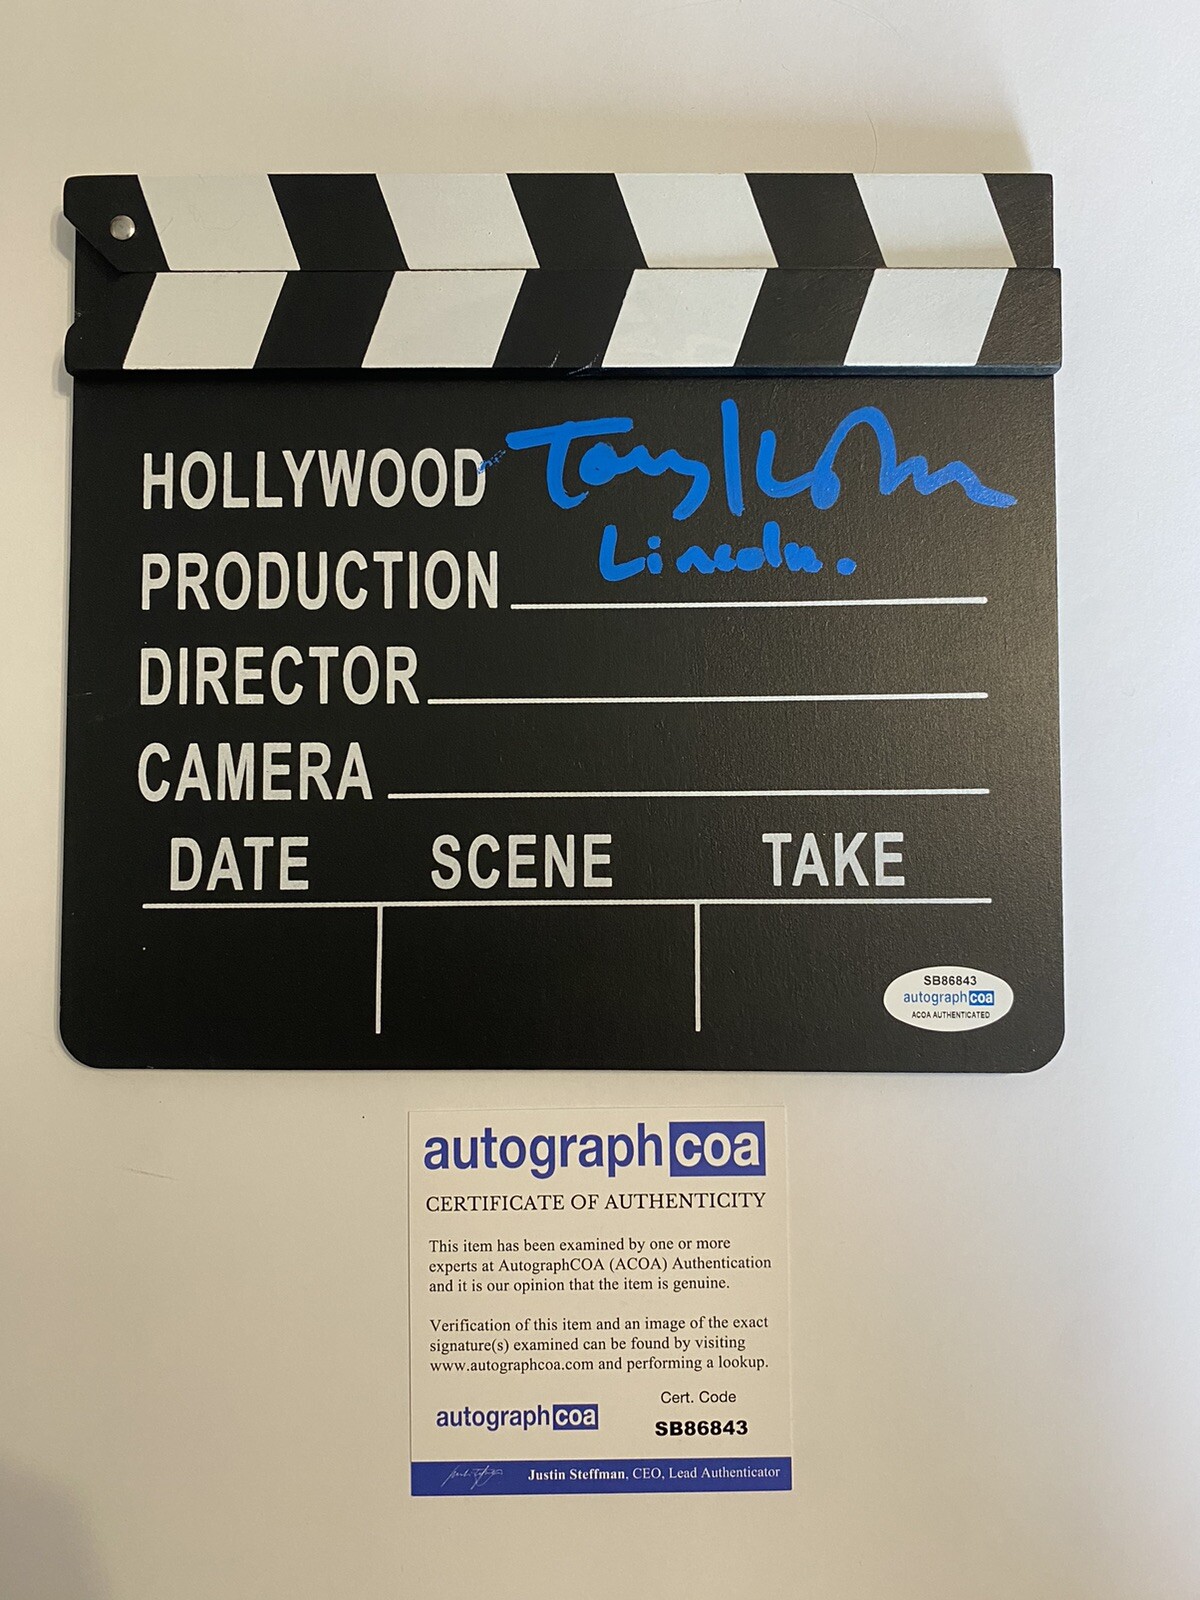 HOLLYWOOD
Tony
Lincoln.
PRODUCTION
DIRECTOR
CAMERA
DATE SCENE TAKE
SB86843
autographcoa
ACOA AUTHENTICATED
autographcoa
CERTIFICATE OF AUTHENTICITY
This item has been examined by one or more
experts at AutographCOA (ACOA) Authentication
and it is our opinion that the item is genuine.
Verification of this item and an image of the exact
signature(s) examined can be found by visiting
www.autographcoa.com and performing a lookup.
Cert. Code
autographcoa
SB86843
Justin Steffman, CEO, Lead Authenticator